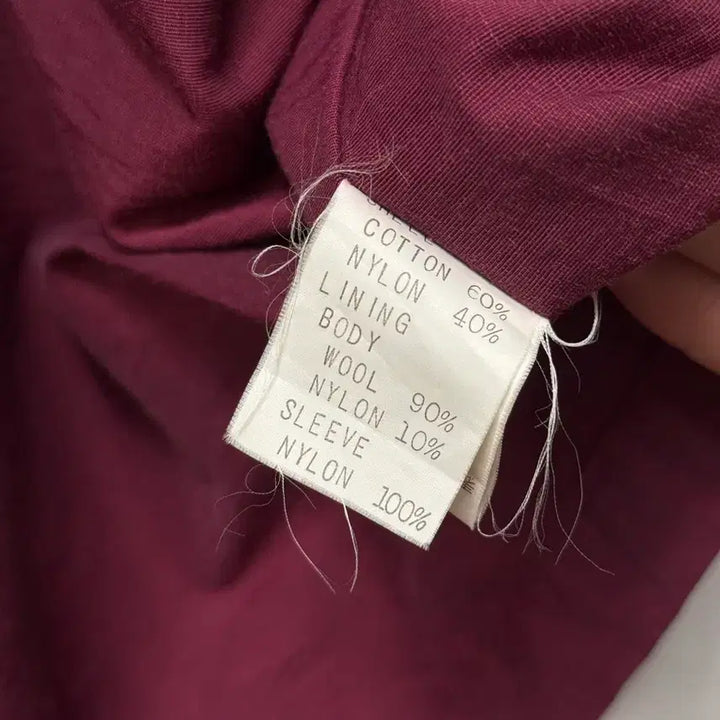 COTTON 60%
NYLON 40%
LINING
BODY
WOOL 90%
NYLON 10%
SLEEVE
NYLON 100%